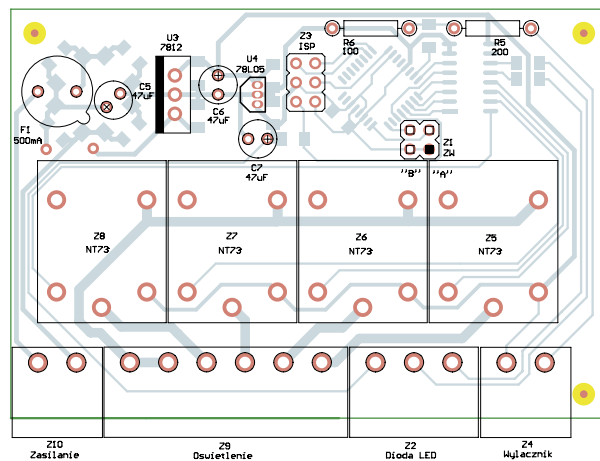 U3
7812
Z3
ISP
R6
100
R5
200
U4
78L05
C5
47uF
C6
47uF
F1
500mA
Z1
ZW
"B" "A"
C7
47uF
Z8
NT73
Z7
NT73
Z6
NT73
Z5
NT73
Z10
Zasilanie
Z9
Oswietlenie
Z2
Dioda LED
Z4
Wylacznik